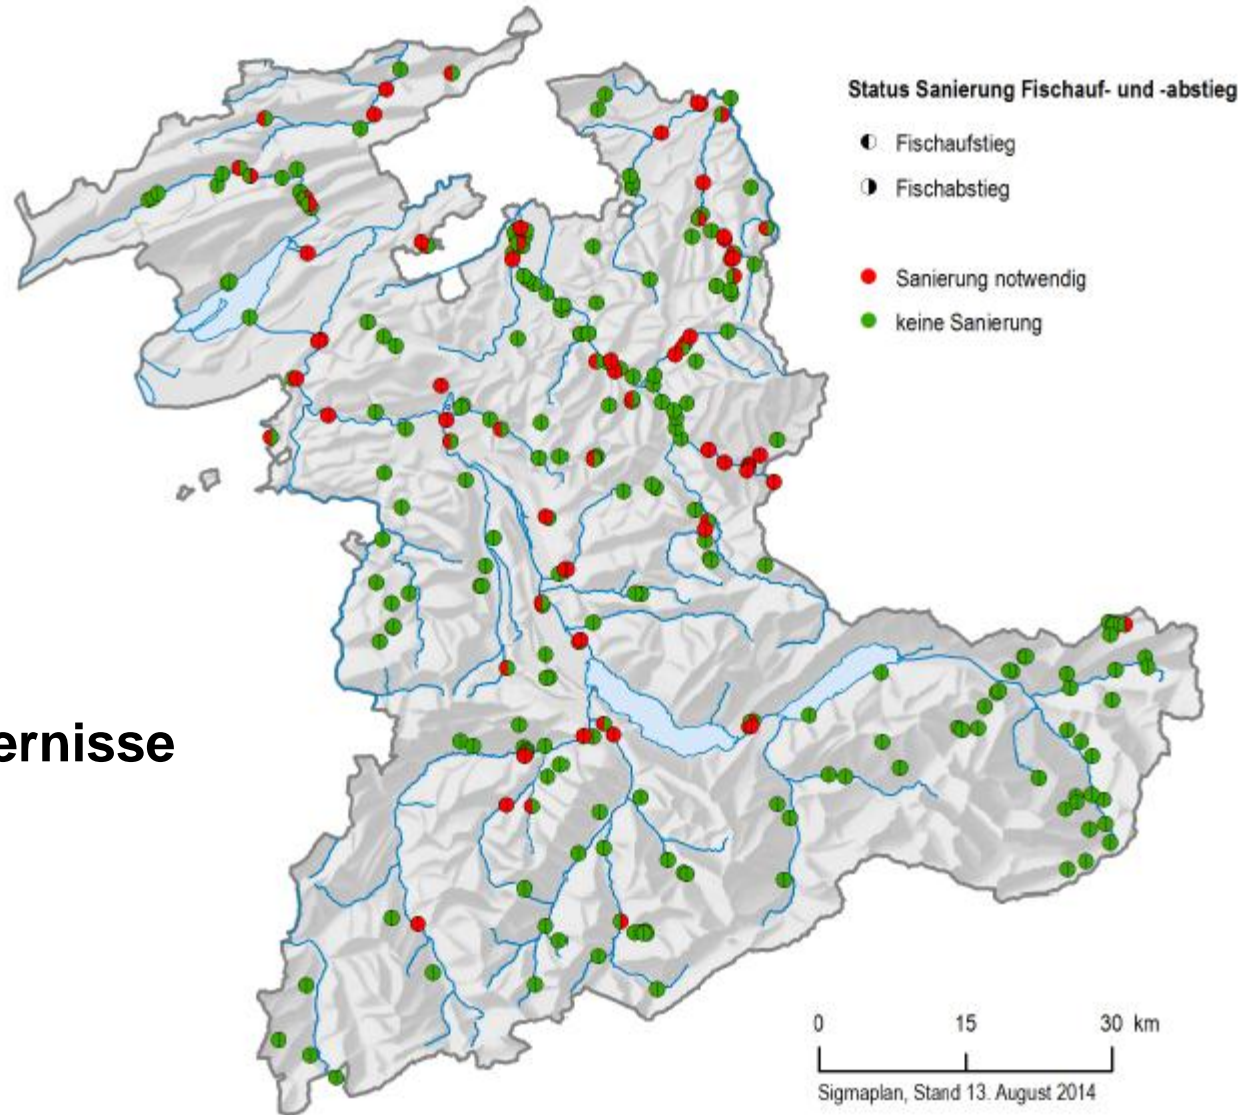 Status Sanierung Fischauf- und -abstieg
Fischaufstieg
Fischabstieg
Sanierung notwendig
keine Sanierung
ernisse
0 15 30 km
Sigmaplan, Stand 13. August 2014